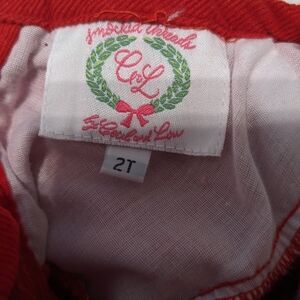 smocked threads
C & L
by Cecil and Lou
2T